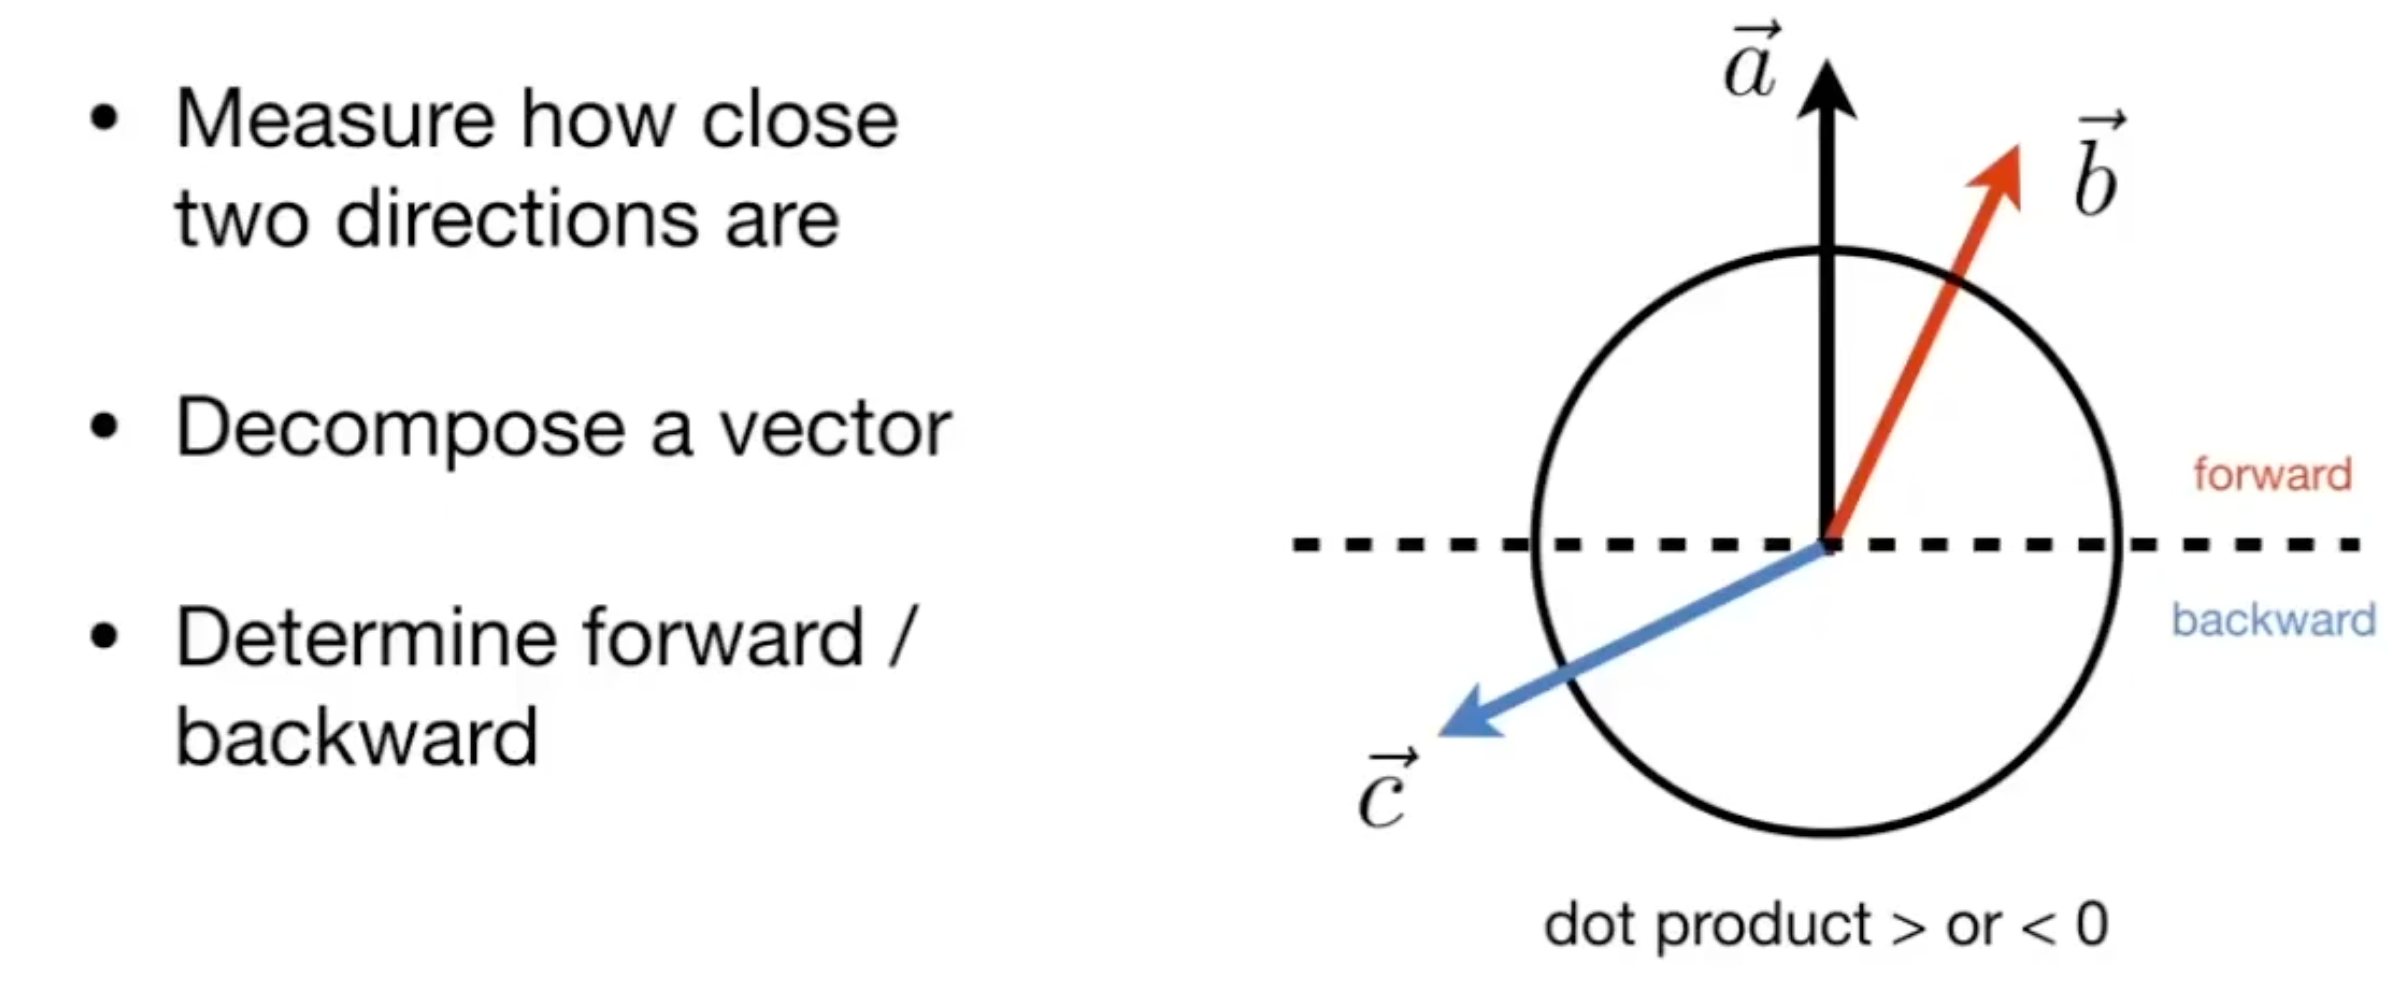 • Measure how close
two directions are
• Decompose a vector
• Determine forward /
backward
$\vec{a}$
$\vec{b}$
forward
backward
$\vec{c}$
dot product > or < 0